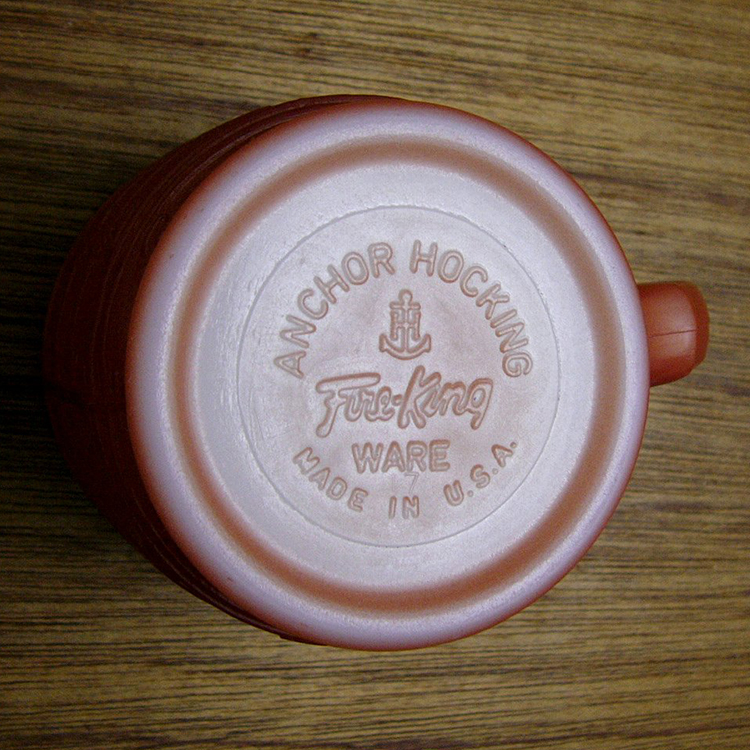 ANCHOR HOCKING
H
Fire-King
WARE
7
MADE IN U.S.A.